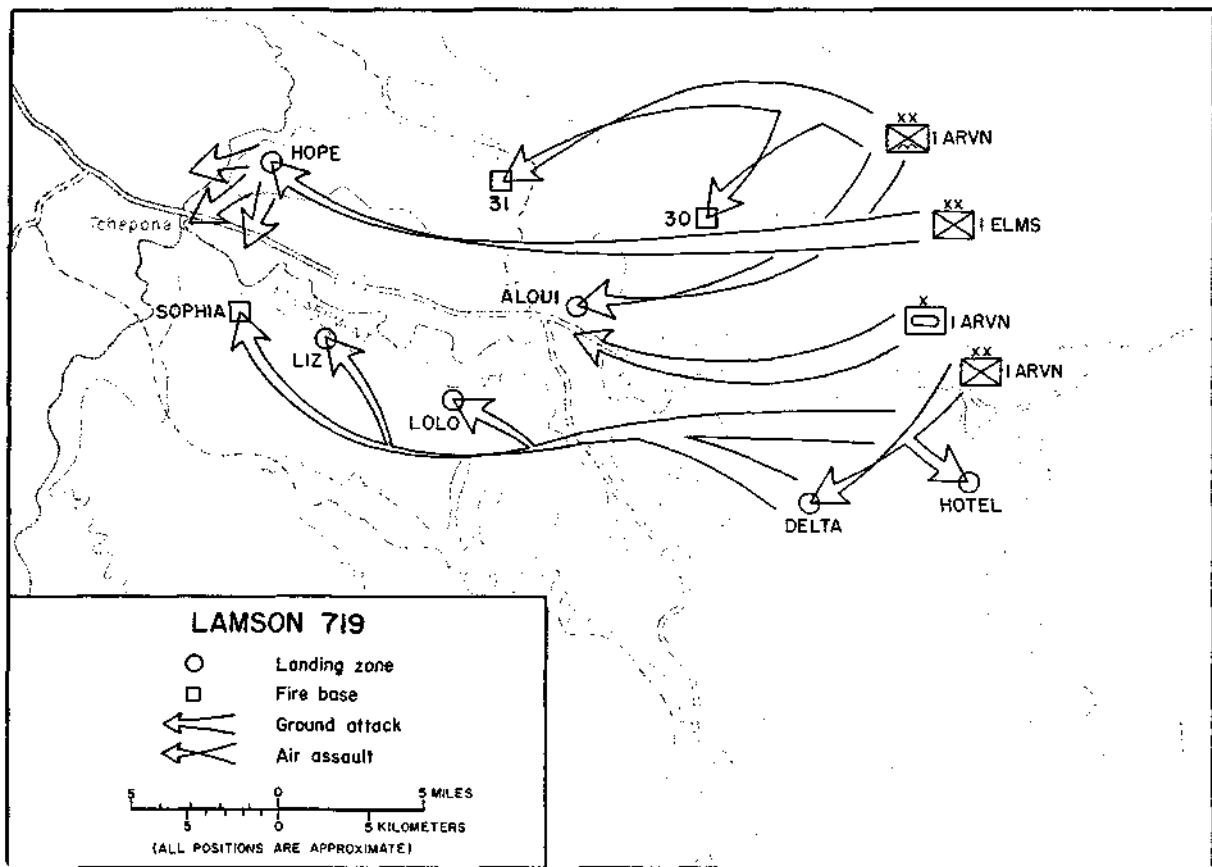 XX
1 ARVN
HOPE
31
30
XX
1 ELMS
Tchepone
ALOUI
SOPHIA
X
1 ARVN
LIZ
XX
1 ARVN
LOLO
HOTEL
DELTA
LAMSON 719
Landing zone
Fire base
Ground attack
Air assault
5 0 5 MILES
5 0 5 KILOMETERS
(ALL POSITIONS ARE APPROXIMATE)